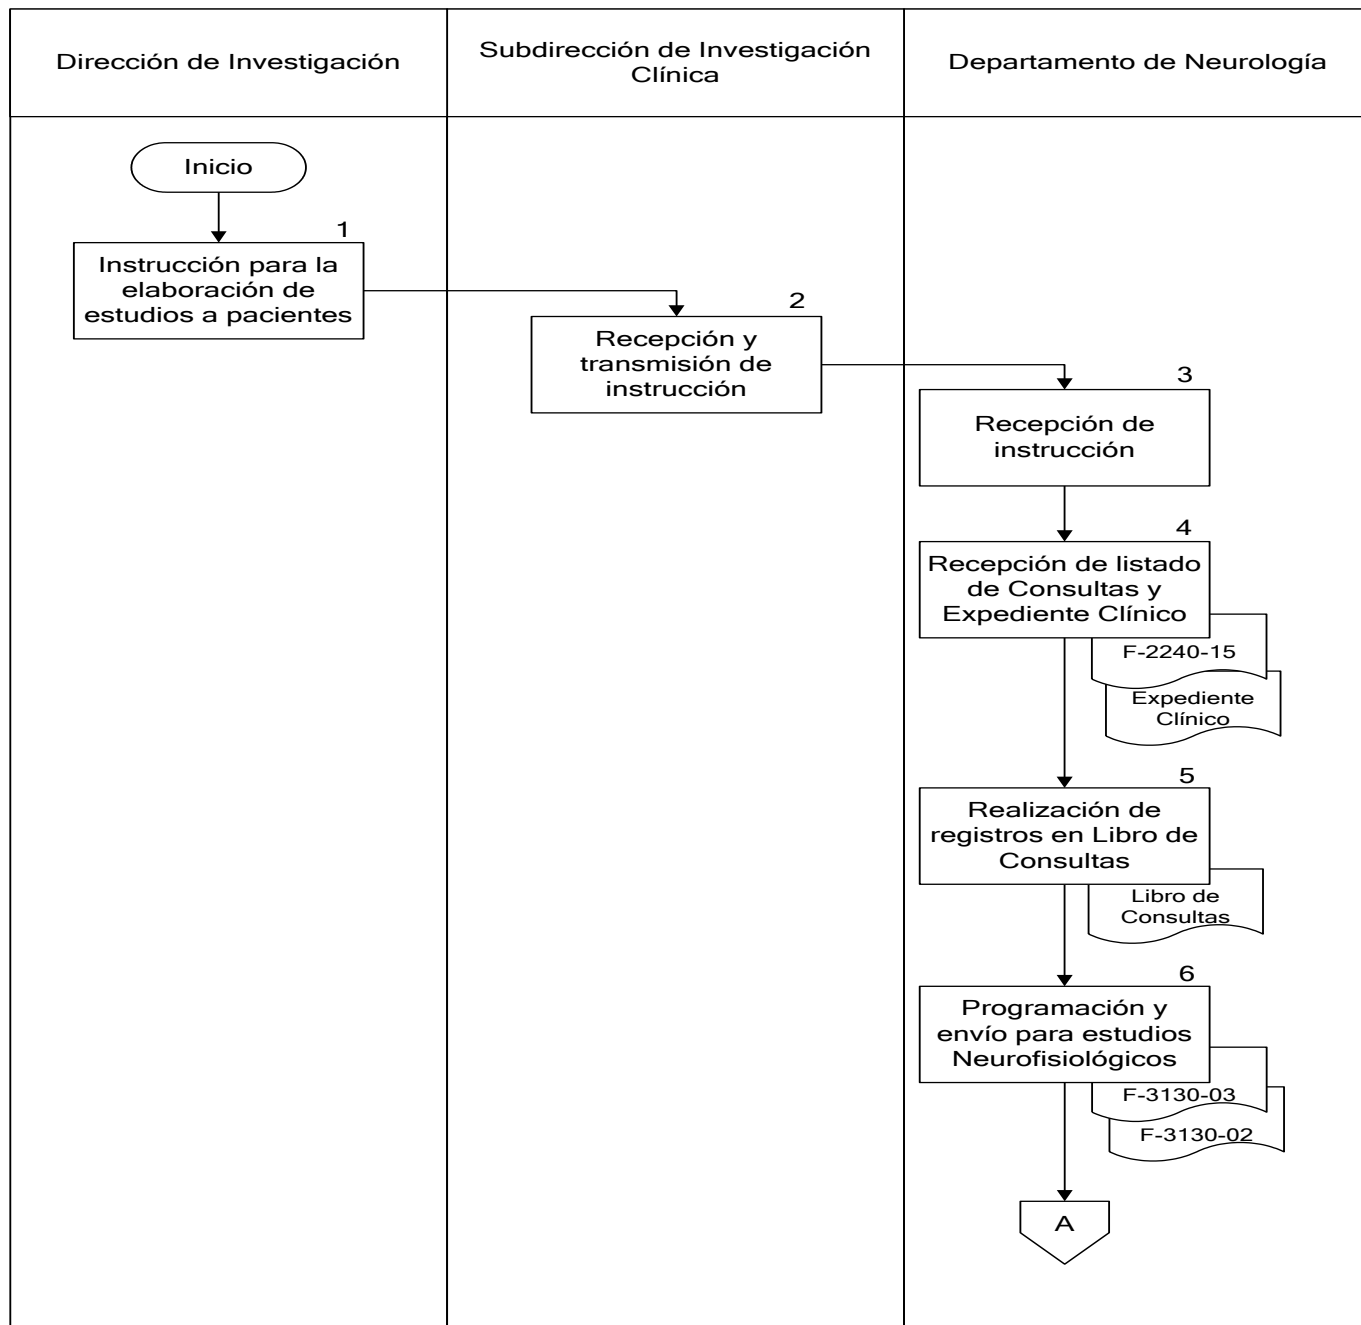 Dirección de Investigación
Subdirección de Investigación
Clínica
Departamento de Neurología
Inicio
1
Instrucción para la
elaboración de
estudios a pacientes
2
Recepción y
transmisión de
instrucción
3
Recepción de
instrucción
4
Recepción de listado
de Consultas y
Expediente Clínico
F-2240-15
Expediente
Clínico
5
Realización de
registros en Libro de
Consultas
Libro de
Consultas
6
Programación y
envío para estudios
Neurofisiológicos
F-3130-03
F-3130-02
A